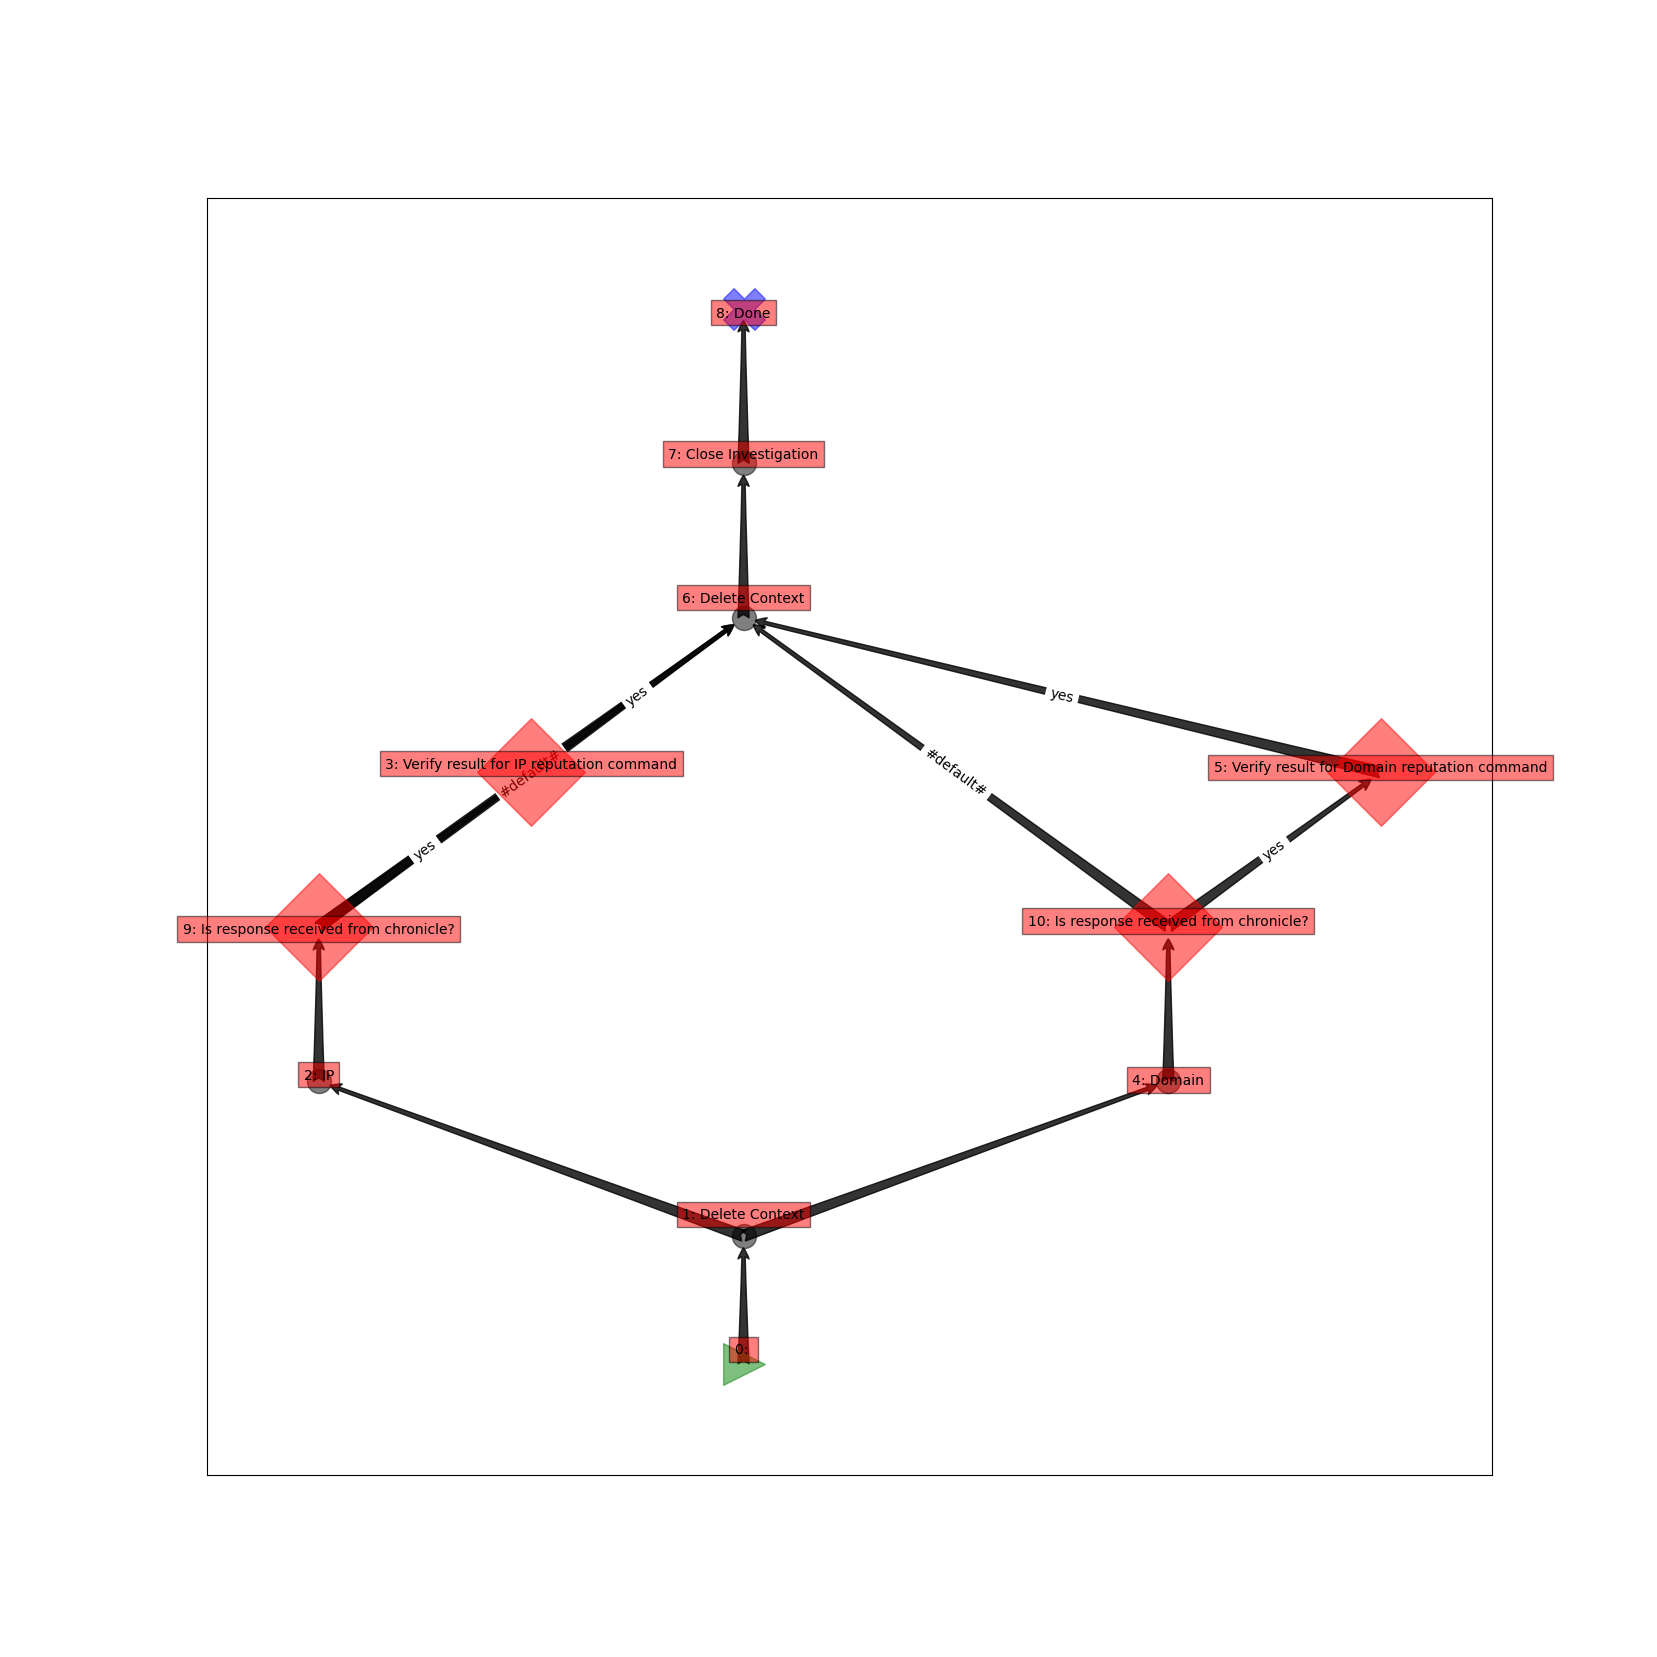 8: Done
7: Close Investigation
6: Delete Context
yes
yes
3: Verify result for IP reputation command
#default#
#default#
5: Verify result for Domain reputation command
yes
yes
9: Is response received from chronicle?
10: Is response received from chronicle?
2: IP
4: Domain
1: Delete Context
0: